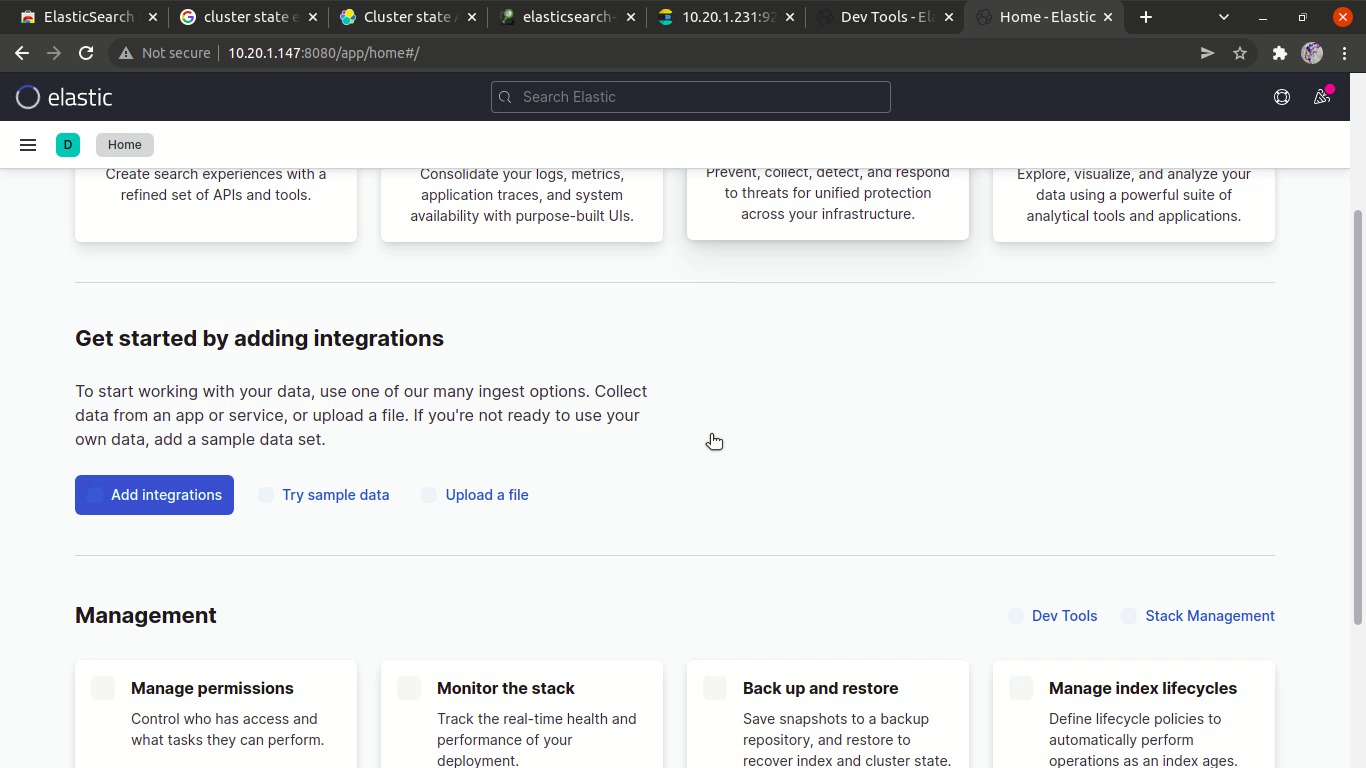 ElasticSearch
cluster state e
Cluster state A
elasticsearch-
10.20.1.231:92
Dev Tools - Ela
Home - Elastic
Not secure
10.20.1.147:8080/app/home#/
elastic
Search Elastic
D
Home
Create search experiences with a
refined set of APIs and tools.
Consolidate your logs, metrics,
application traces, and system
availability with purpose-built UIs.
Prevent, collect, detect, and respond
to threats for unified protection
across your infrastructure.
Explore, visualize, and analyze your
data using a powerful suite of
analytical tools and applications.
Get started by adding integrations
To start working with your data, use one of our many ingest options. Collect
data from an app or service, or upload a file. If you're not ready to use your
own data, add a sample data set.
Add integrations
Try sample data
Upload a file
Management
Dev Tools
Stack Management
Manage permissions
Control who has access and
what tasks they can perform.
Monitor the stack
Track the real-time health and
performance of your
deployment.
Back up and restore
Save snapshots to a backup
repository, and restore to
recover index and cluster state.
Manage index lifecycles
Define lifecycle policies to
automatically perform
operations as an index ages.